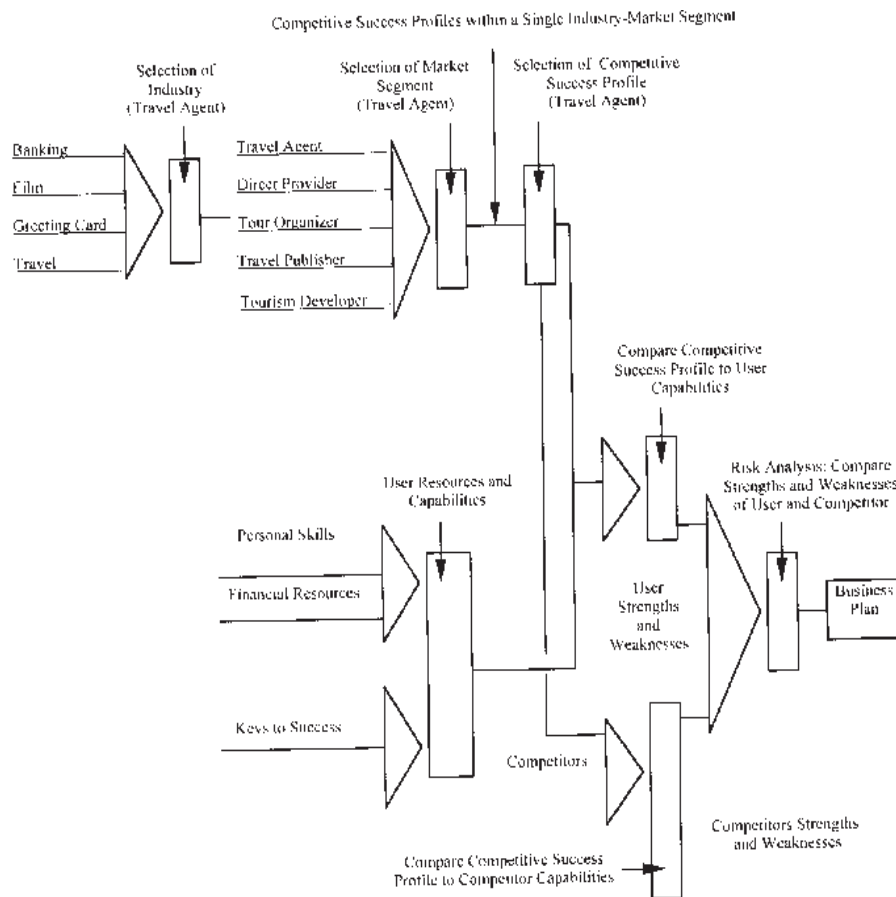 Competitive Success Profiles within a Single Industry-Market Segment
Selection of
Industry
(Travel Agent)
Selection of Market
Segment
(Travel Agent)
Selection of Competitive
Success Profile
(Travel Agent)
Banking
Film
Greeting Card
Travel
Travel Agent
Direct Provider
Tour Organizer
Travel Publisher
Tourism Developer
Compare Competitive
Success Profile to User
Capabilities
User Resources and
Capabilities
Risk Analysis: Compare
Strengths and Weaknesses
of User and Competitor
Personal Skills
Financial Resources
User
Strengths
and
Weaknesses
Business
Plan
Keys to Success
Competitors
Competitors Strengths
and Weaknesses
Compare Competitive Success
Profile to Competitor Capabilities